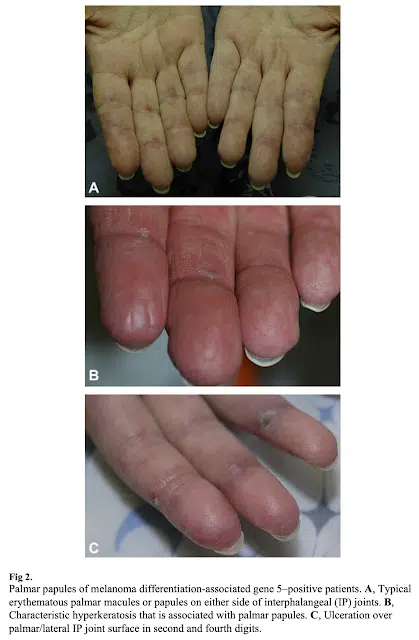 A
B
C
Fig 2.
Palmar papules of melanoma differentiation-associated gene 5–positive patients. A, Typical
erythematous palmar macules or papules on either side of interphalangeal (IP) joints. B,
Characteristic hyperkeratosis that is associated with palmar papules. C, Ulceration over
palmar/lateral IP joint surface in second and fourth digits.